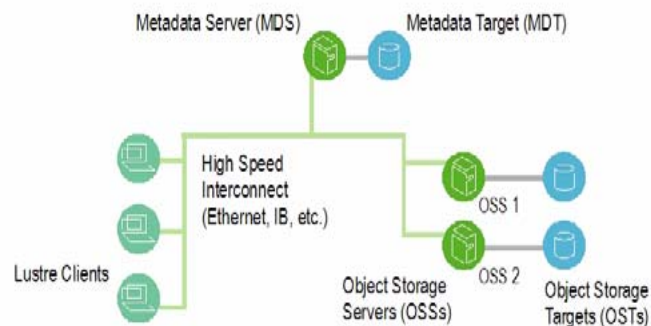 Metadata Server (MDS)
Metadata Target (MDT)
High Speed
Interconnect
(Ethernet, IB, etc.)
OSS 1
OSS 2
Lustre Clients
Object Storage
Servers (OSSs)
Object Storage
Targets (OSTs)